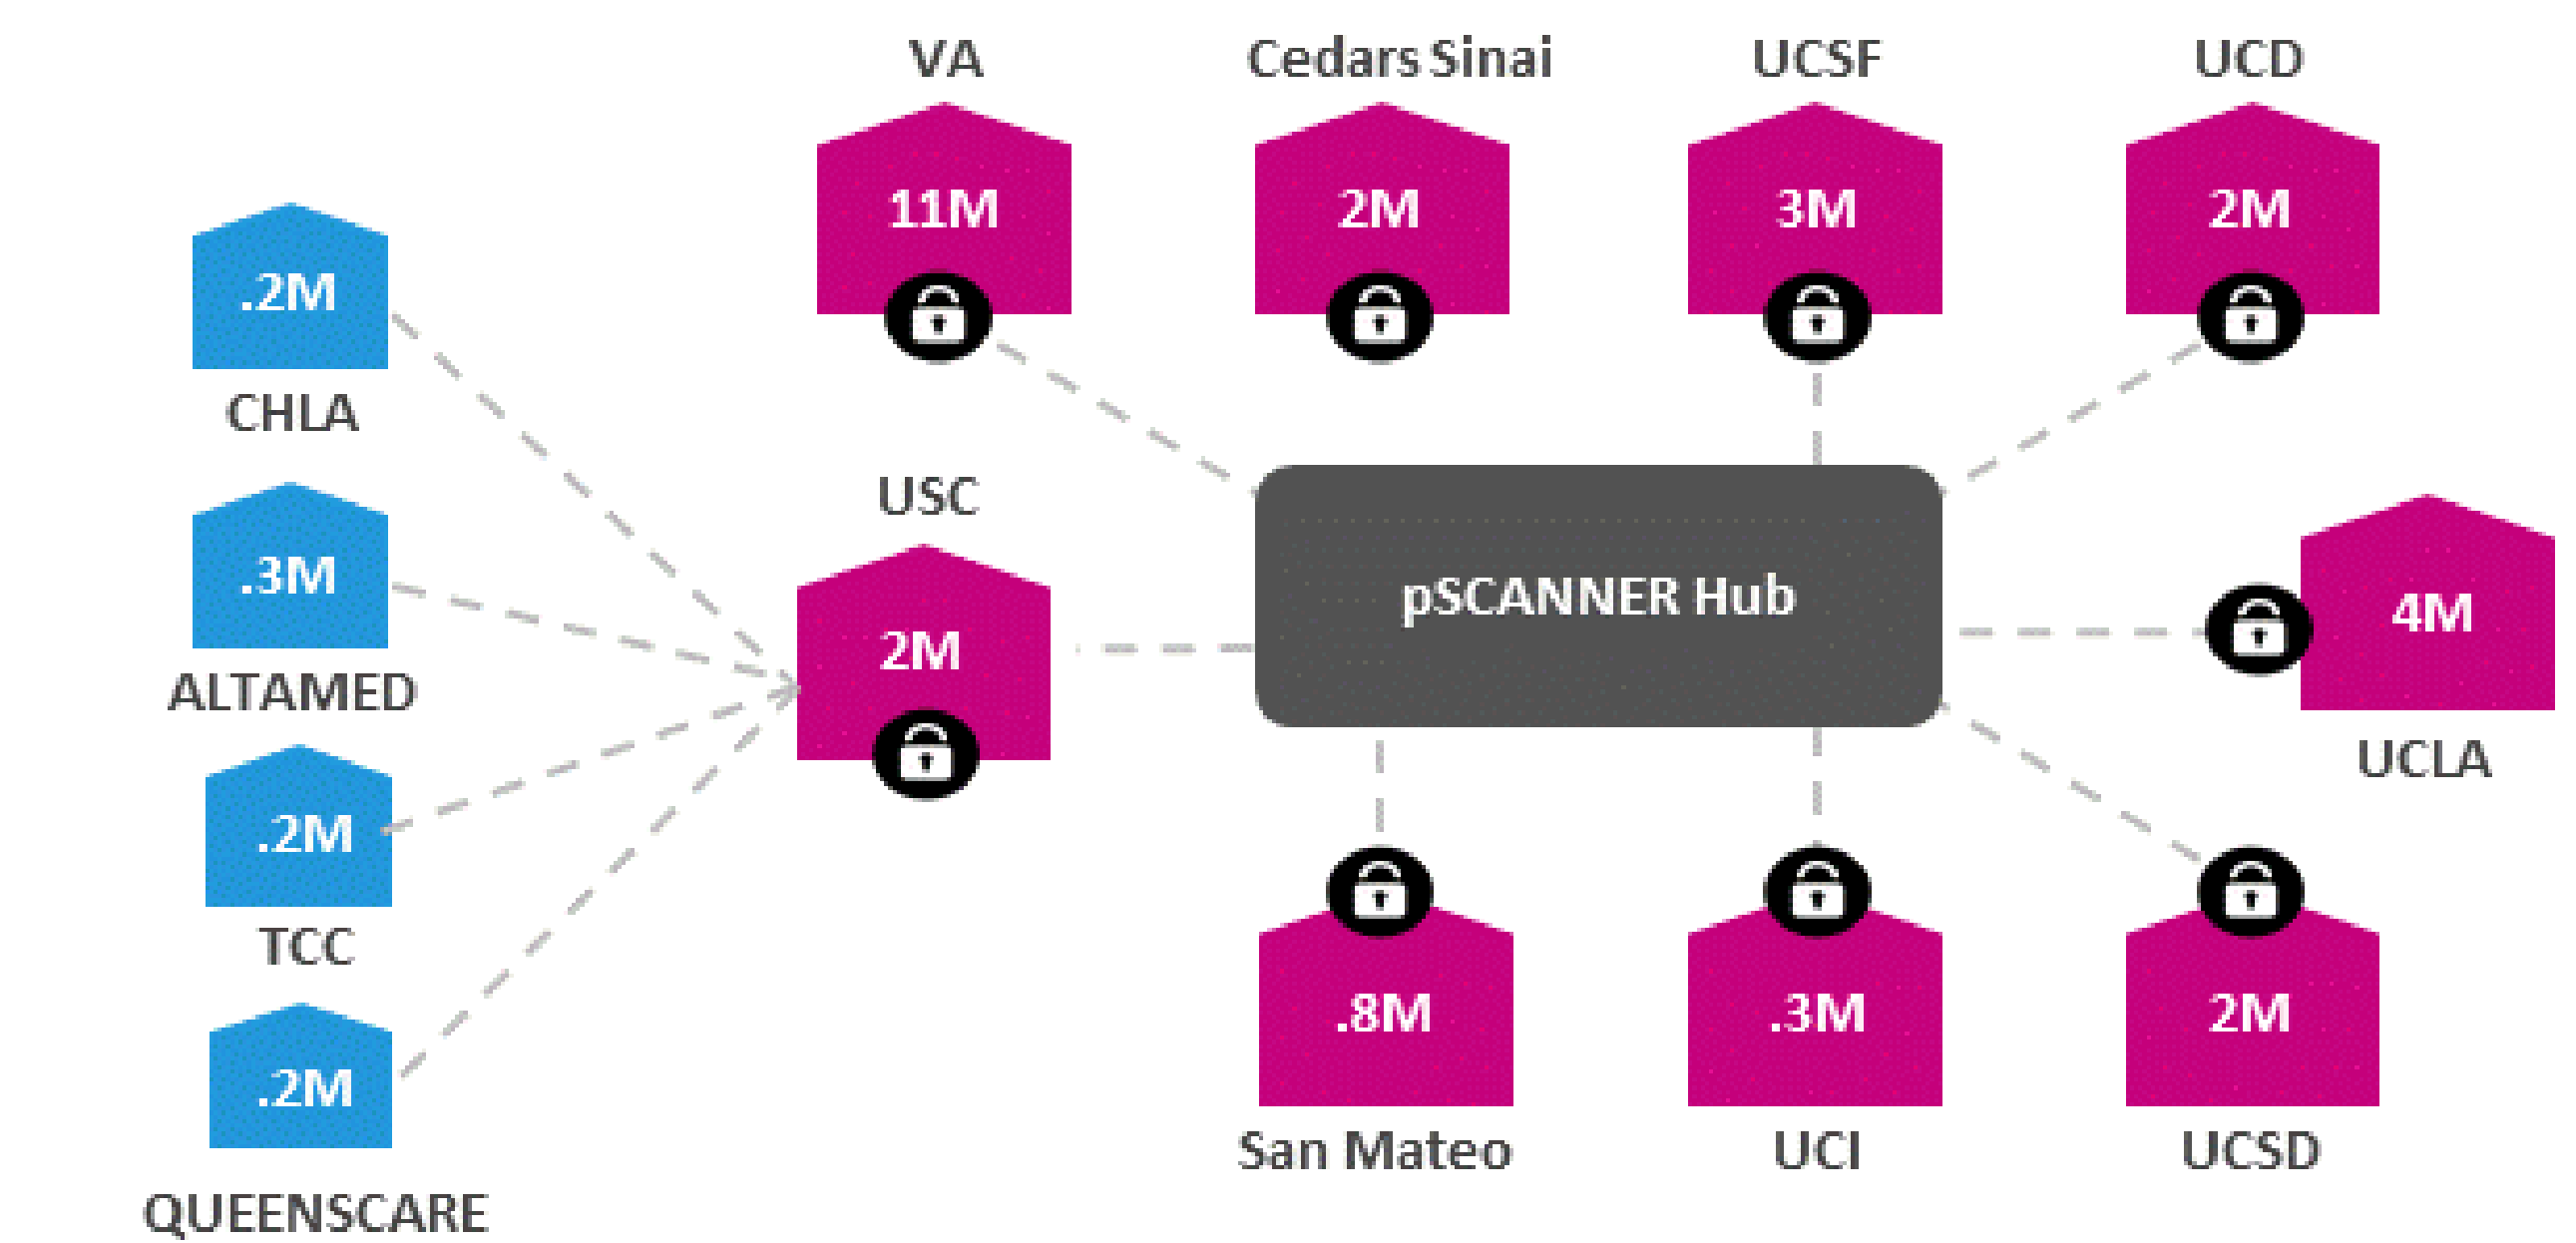 VA
Cedars Sinai
UCSF
UCD
11M
2M
3M
2M
.2M
CHLA
USC
.3M
ALTAMED
2M
pSCANNER Hub
4M
UCLA
.2M
TCC
.8M
.3M
2M
.2M
San Mateo
UCI
UCSD
QUEENSCARE